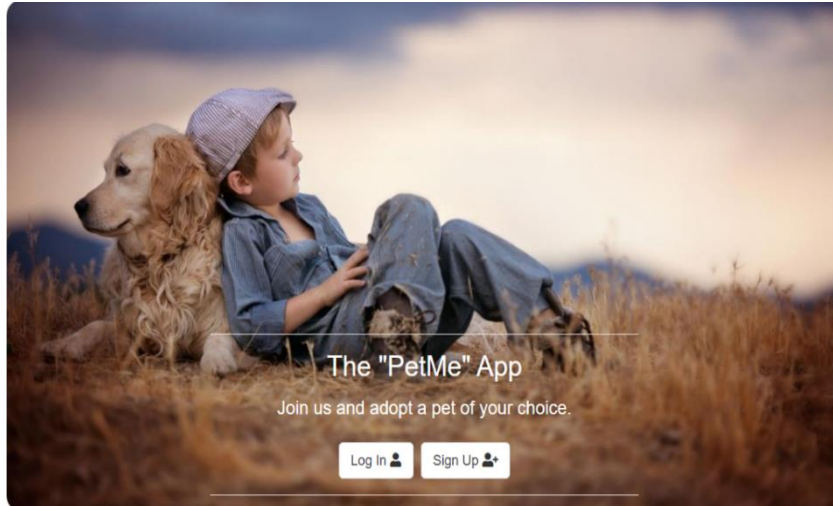 The "PetMe" App
Join us and adopt a pet of your choice.
Log In
Sign Up